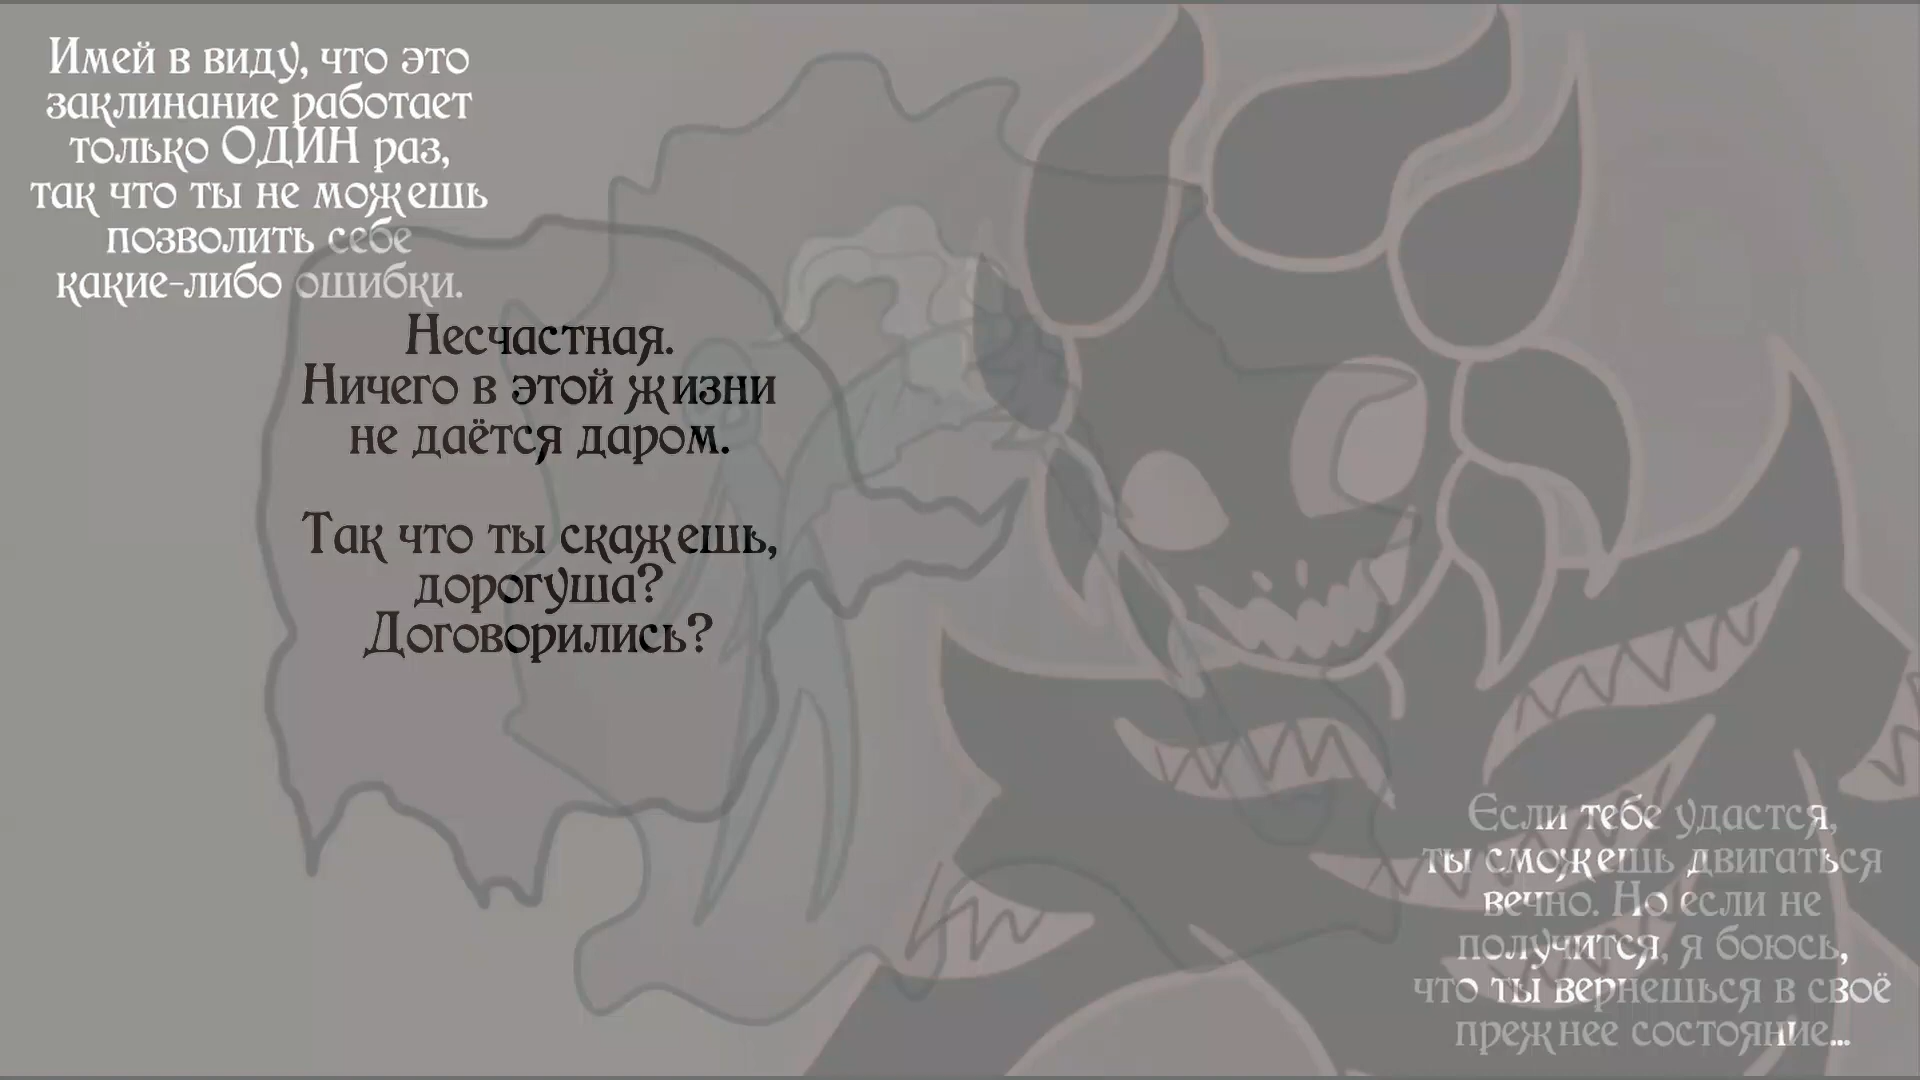 Имей в виду, что это
заклинание работает
только ОДИН раз,
так что ты не можешь
позволить себе
какие-либо ошибки.
Несчастная.
Ничего в этой жизни
не даётся даром.
Так что ты скажешь,
дорогуша?
Договорились?
Если тебе удастся,
ты сможешь двигаться
вечно. Но если не
получится, я боюсь,
что ты вернешься в своё
прежнее состояние...